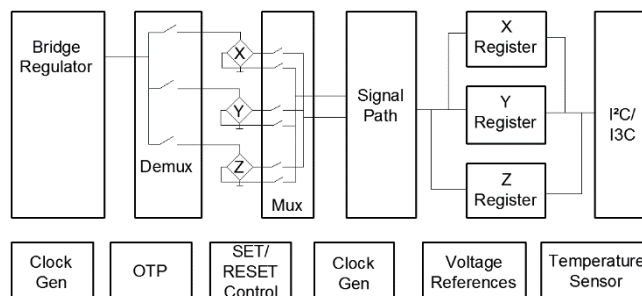 Bridge
Regulator
Demux
X
Y
Z
Mux
Signal
Path
X
Register
Y
Register
Z
Register
I²C/
I3C
Clock
Gen
OTP
SET/
RESET
Control
Clock
Gen
Voltage
References
Temperature
Sensor